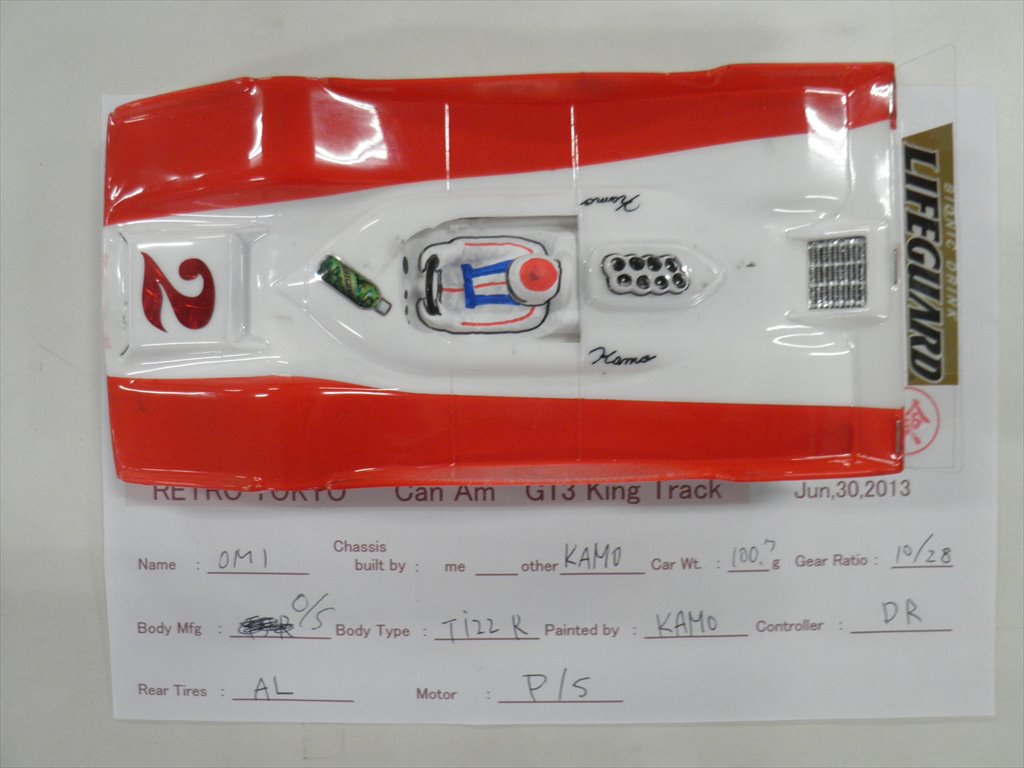 2
Kamo
Kamo
BIONIC DRINK
LIFEGUARD
RETRO TOKYO Can Am GT3 King Track Jun,30,2013
Name : OMI Chassis built by : me other KAMO Car Wt. : 100.7 g Gear Ratio : 10/28
Body Mfg : O/S Body Type : Tizz R Painted by : KAMO Controller : DR
Rear Tires : AL Motor : P/S